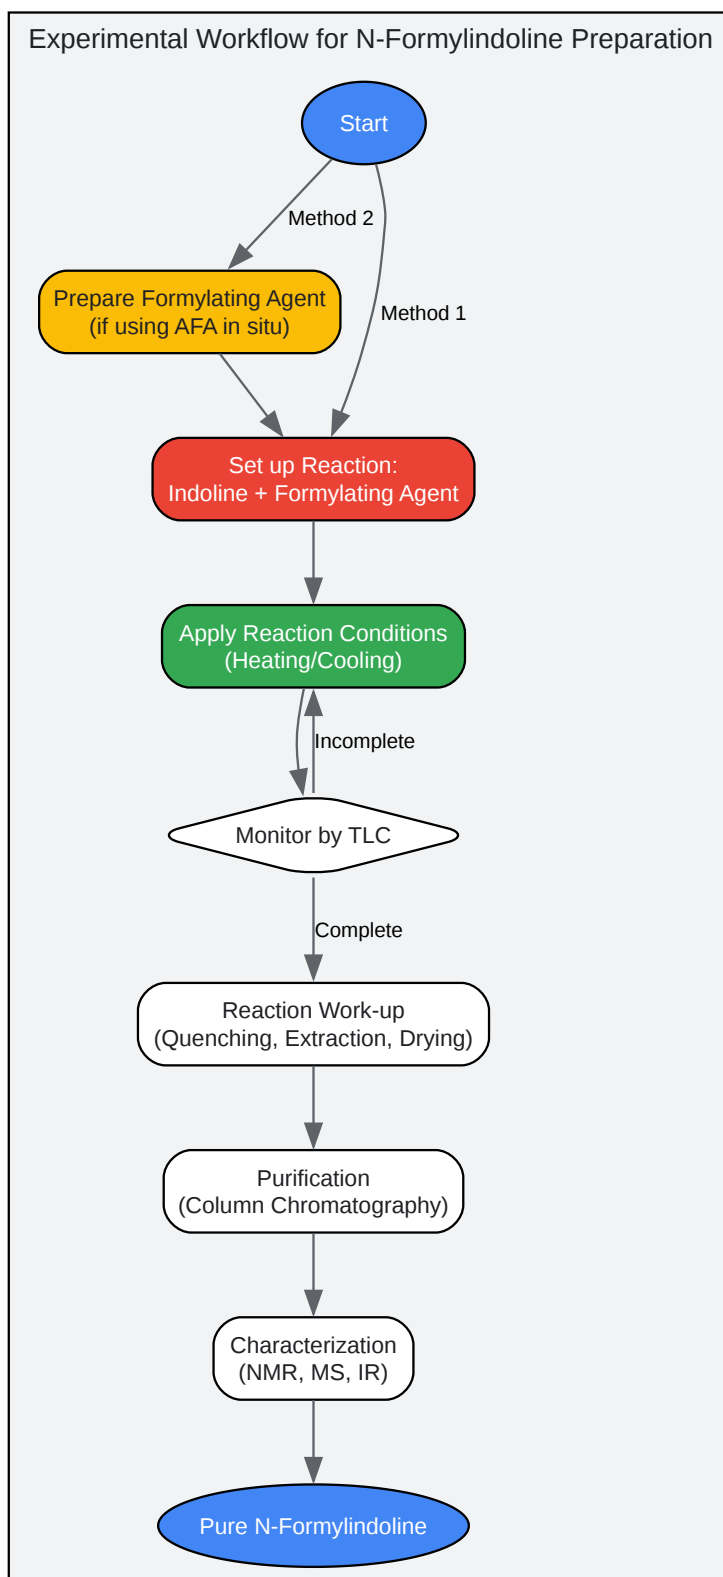 Experimental Workflow for N-Formylindoline Preparation
Start
Method 2
Prepare Formylating Agent
(if using AFA in situ)
Method 1
Set up Reaction:
Indoline + Formylating Agent
Apply Reaction Conditions
(Heating/Cooling)
Incomplete
Monitor by TLC
Complete
Reaction Work-up
(Quenching, Extraction, Drying)
Purification
(Column Chromatography)
Characterization
(NMR, MS, IR)
Pure N-Formylindoline